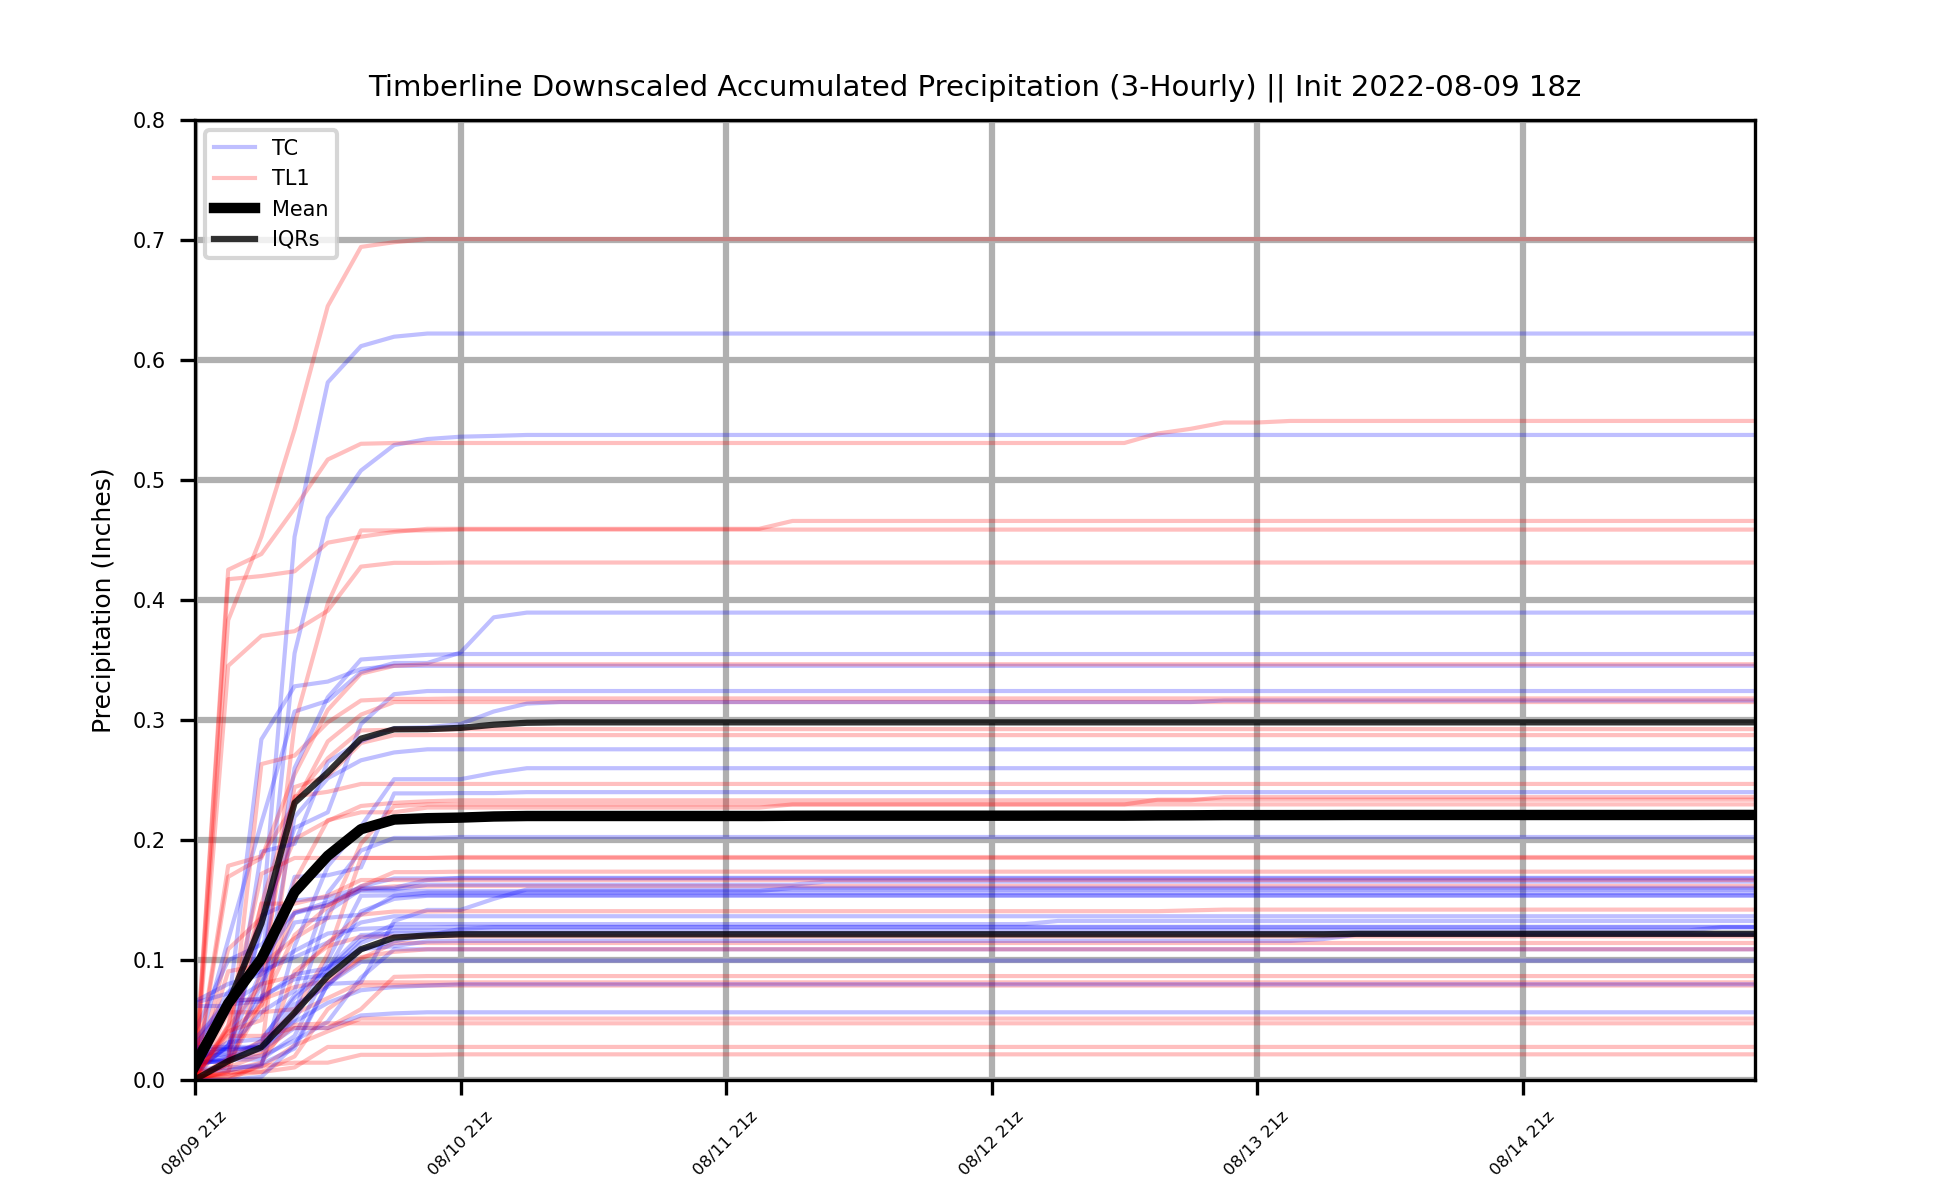 Timberline Downscaled Accumulated Precipitation (3-Hourly) || Init 2022-08-09 18z
Precipitation (Inches)
0.8
0.7
0.6
0.5
0.4
0.3
0.2
0.1
0.0
TC
TL1
Mean
IQRs
08/09 21z
08/10 21z
08/11 21z
08/12 21z
08/13 21z
08/14 21z